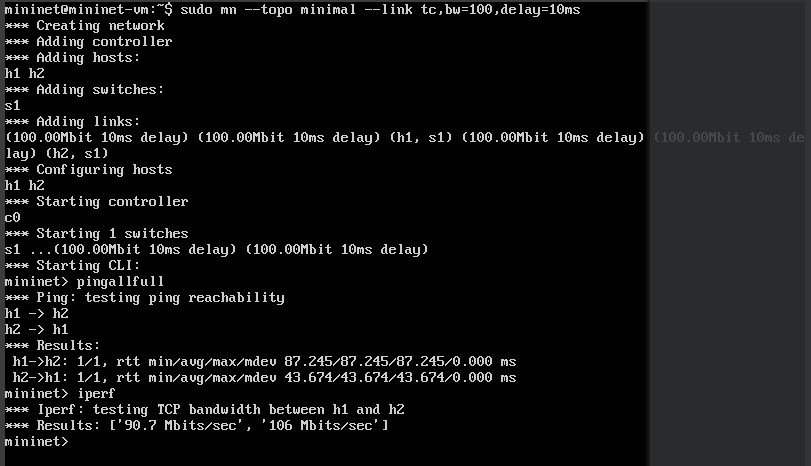 mininet@mininet-vm:~$ sudo mn --topo minimal --link tc,bw=100,delay=10ms
*** Creating network
*** Adding controller
*** Adding hosts:
h1 h2
*** Adding switches:
s1
*** Adding links:
(100.00Mbit 10ms delay) (100.00Mbit 10ms delay) (h1, s1) (100.00Mbit 10ms delay) (100.00Mbit 10ms de
lay) (h2, s1)
*** Configuring hosts
h1 h2
*** Starting controller
c0
*** Starting 1 switches
s1 ...(100.00Mbit 10ms delay) (100.00Mbit 10ms delay)
*** Starting CLI:
mininet> pingallfull
*** Ping: testing ping reachability
h1 -> h2
h2 -> h1
*** Results:
 h1->h2: 1/1, rtt min/avg/max/mdev 87.245/87.245/87.245/0.000 ms
 h2->h1: 1/1, rtt min/avg/max/mdev 43.674/43.674/43.674/0.000 ms
mininet> iperf
*** Iperf: testing TCP bandwidth between h1 and h2
*** Results: ['90.7 Mbits/sec', '106 Mbits/sec']
mininet>